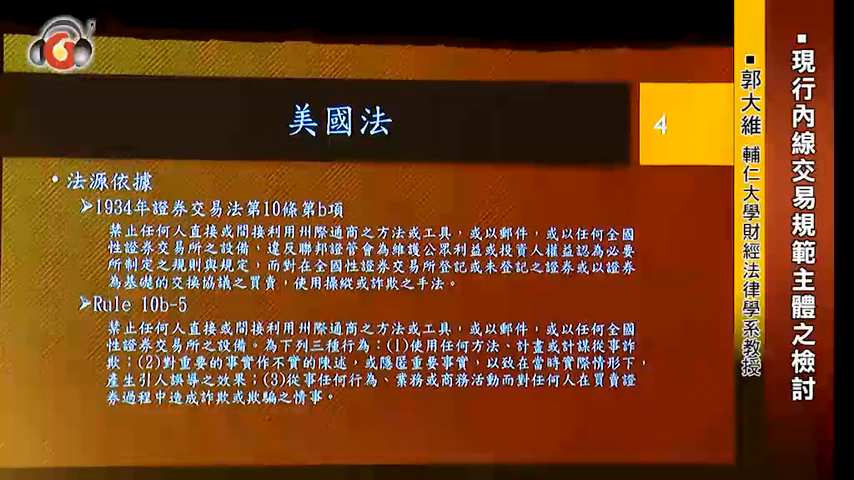 美國法
4
• 法源依據
➢1934年證券交易法第10條第b項
禁止任何人直接或間接利用州際通商之方法或工具，或以郵件，或以任何全國
性證券交易所之設備，違反聯邦證管會為維護公眾利益或投資人權益認為必要
所制定之規則與規定，而對在全國性證券交易所登記或未登記之證券或以證券
為基礎的交換協議之買賣，使用操縱或詐欺之手法。
➢Rule 10b-5
禁止任何人直接或間接利用州際通商之方法或工具，或以郵件，或以任何全國
性證券交易所之設備。為下列三種行為：(1)使用任何方法、計畫或計謀從事詐
欺；(2)對重要的事實作不實的陳述，或隱匿重要事實，以致在當時實際情形下，
產生引人誤導之效果；(3)從事任何行為、業務或商務活動而對任何人在買賣證
券過程中造成詐欺或欺騙之情事。
▪現行內線交易規範主體之檢討
▪郭大維 輔仁大學財經法律學系教授
G